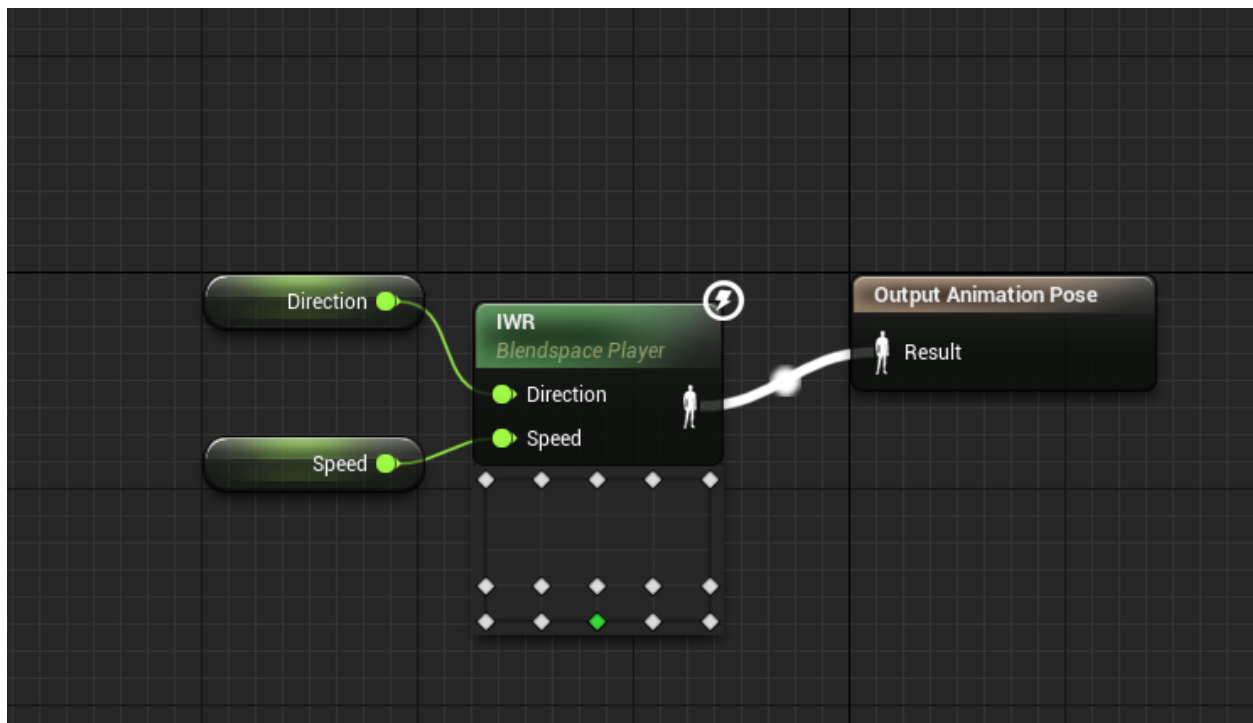 Direction
Speed
IWR
Blendspace Player
Direction
Speed
Output Animation Pose
Result